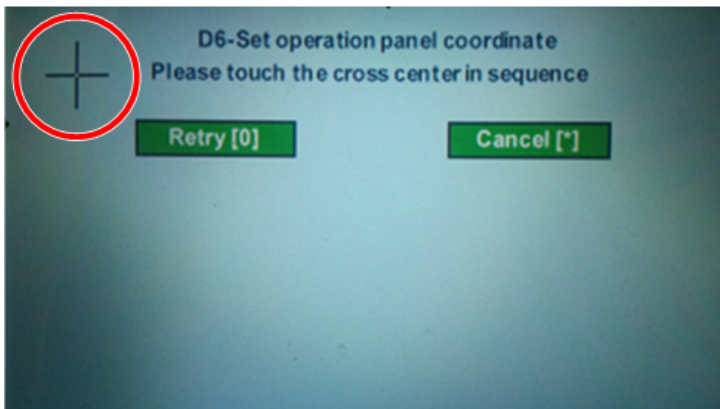 D6-Set operation panel coordinate
Please touch the cross center in sequence
Retry [0]
Cancel [*]